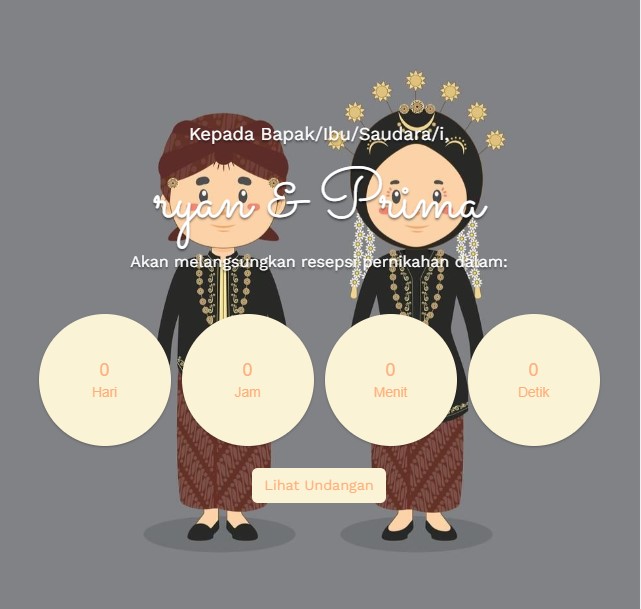 Kepada Bapak/Ibu/Saudara/i,
ryan & Prima
Akan melangsungkan resepsi pernikahan dalam:
0 0 0 0
Hari Jam Menit Detik
Lihat Undangan